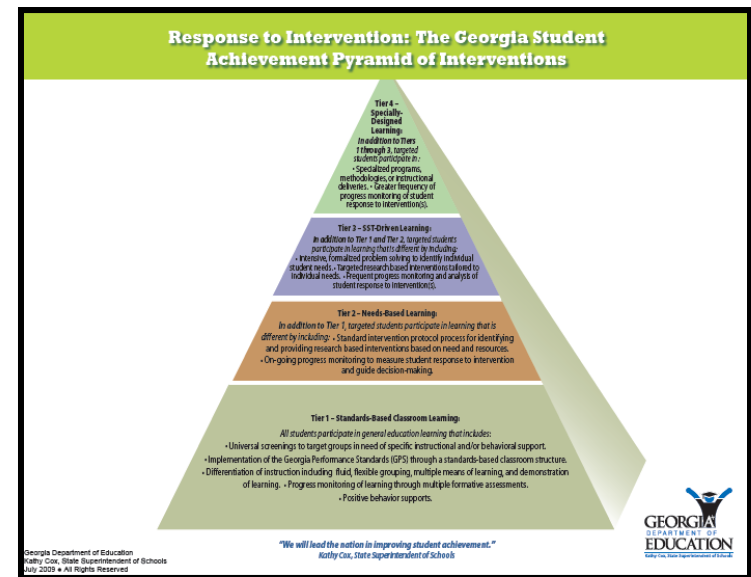 Response to Intervention: The Georgia Student
Achievement Pyramid of Interventions
Tier 4 –
Specially-
Designed
Learning:
In addition to Tiers
1 through 3, targeted
students participate in:
• Specialized programs,
methodologies, or instructional
deliveries. • Greater frequency of
progress monitoring of student
response to intervention(s).
Tier 3 – SST-Driven Learning:
In addition to Tier 1 and Tier 2, targeted students
participate in learning that is different by including:
• Intensive, formalized problem solving to identify individual
student needs. • Targeted research based interventions tailored to
individual needs. • Frequent progress monitoring and analysis of
student response to intervention(s).
Tier 2 – Needs-Based Learning:
In addition to Tier 1, targeted students participate in learning that is
different by including: • Standard intervention protocol process for identifying
and providing research based interventions based on need and resources.
• On-going progress monitoring to measure student response to intervention
and guide decision-making.
Tier 1 – Standards-Based Classroom Learning:
All students participate in general education learning that includes:
• Universal screenings to target groups in need of specific instructional and/or behavioral support.
• Implementation of the Georgia Performance Standards (GPS) through a standards-based classroom structure.
• Differentiation of instruction including fluid, flexible grouping, multiple means of learning, and demonstration
of learning. • Progress monitoring of learning through multiple formative assessments.
• Positive behavior supports.
"We will lead the nation in improving student achievement."
Kathy Cox, State Superintendent of Schools
Georgia Department of Education
Kathy Cox, State Superintendent of Schools
July 2009 • All Rights Reserved
GEORGIA
DEPARTMENT OF
EDUCATION
Kathy Cox, State Superintendent of Schools